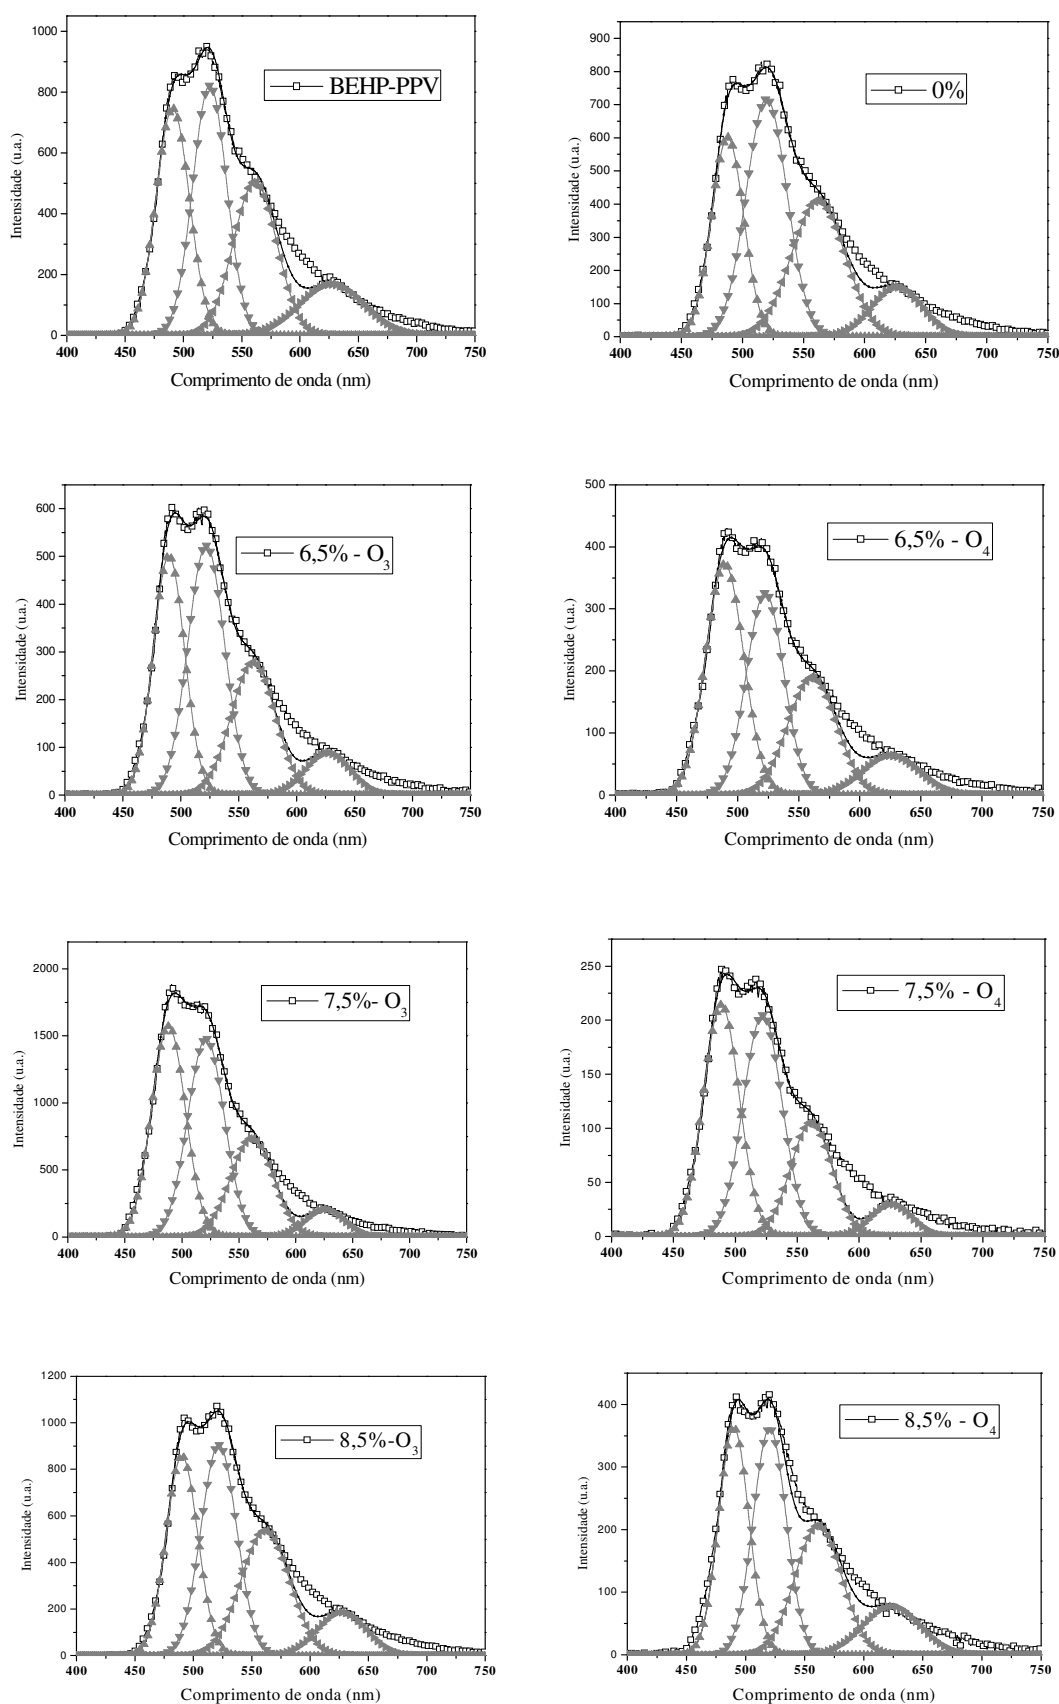 1000
800
600
400
200
0
Intensidade (u.a.)
BEHP-PPV
400 450 500 550 600 650 700 750
Comprimento de onda (nm)
900
800
700
600
500
400
300
200
100
0
Intensidade (u.a.)
0%
400 450 500 550 600 650 700 750
Comprimento de onda (nm)
600
500
400
300
200
100
0
Intensidade (u.a.)
6,5% - O3
400 450 500 550 600 650 700 750
Comprimento de onda (nm)
500
400
300
200
100
0
Intensidade (u.a.)
6,5% - O4
400 450 500 550 600 650 700 750
Comprimento de onda (nm)
2000
1500
1000
500
0
Intensidade (u.a.)
7,5%- O3
400 450 500 550 600 650 700 750
Comprimento de onda (nm)
250
200
150
100
50
0
Intensidade (u.a.)
7,5% - O4
400 450 500 550 600 650 700 750
Comprimento de onda (nm)
1200
1000
800
600
400
200
0
Intensidade (u.a.)
8,5%-O3
400 450 500 550 600 650 700 750
Comprimento de onda (nm)
400
300
200
100
0
Intensidade (u.a.)
8,5% - O4
400 450 500 550 600 650 700 750
Comprimento de onda (nm)